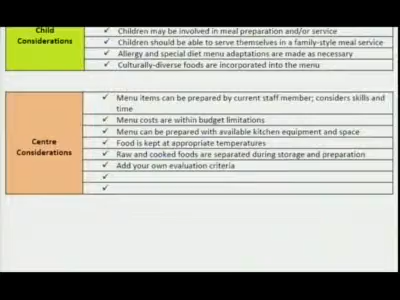 Child
Considerations
✓ Children may be involved in meal preparation and/or service
✓ Children should be able to serve themselves in a family-style meal service
✓ Allergy and special diet menu adaptations are made as necessary
✓ Culturally-diverse foods are incorporated into the menu
Centre
Considerations
✓ Menu items can be prepared by current staff member; considers skills and
time
✓ Menu costs are within budget limitations
✓ Menu can be prepared with available kitchen equipment and space
✓ Food is kept at appropriate temperatures
✓ Raw and cooked foods are separated during storage and preparation
✓ Add your own evaluation criteria
✓
✓